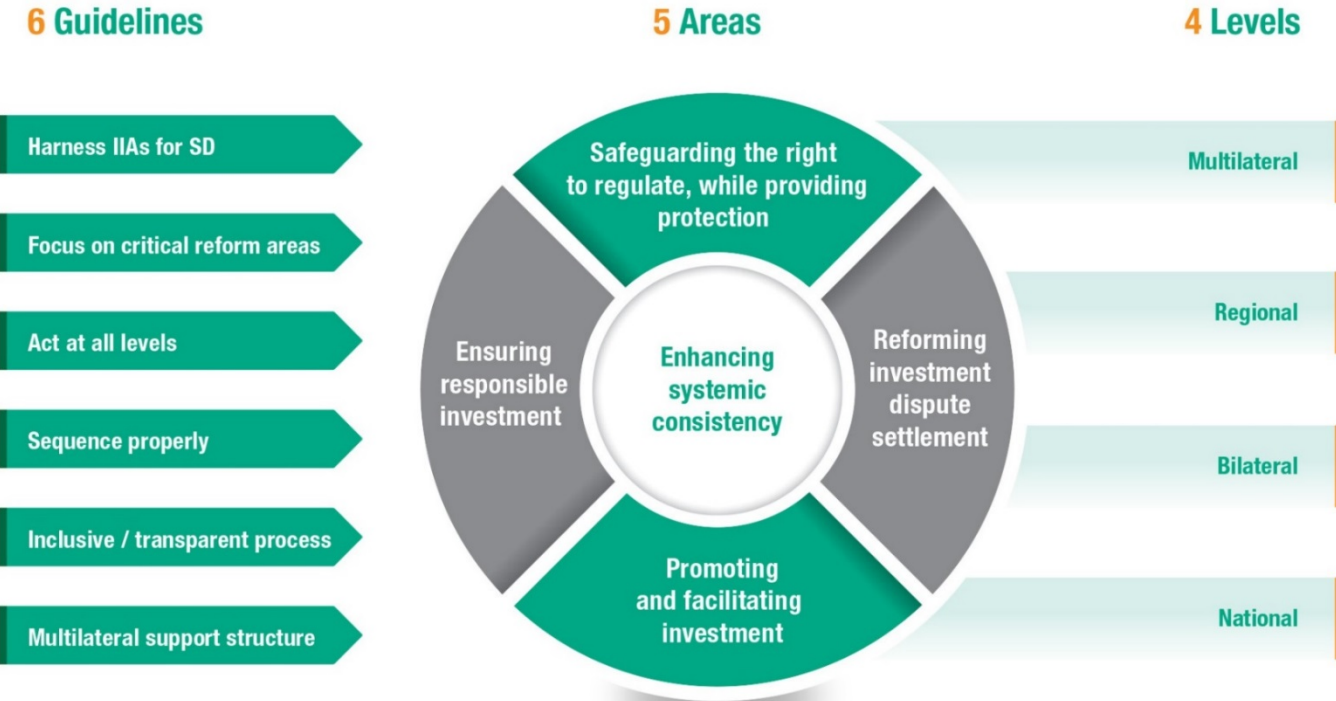 6 Guidelines
5 Areas
4 Levels
Harness IIAs for SD
Focus on critical reform areas
Act at all levels
Sequence properly
Inclusive / transparent process
Multilateral support structure
Safeguarding the right
to regulate, while providing
protection
Ensuring
responsible
investment
Enhancing
systemic
consistency
Reforming
investment
dispute
settlement
Promoting
and facilitating
investment
Multilateral
Regional
Bilateral
National